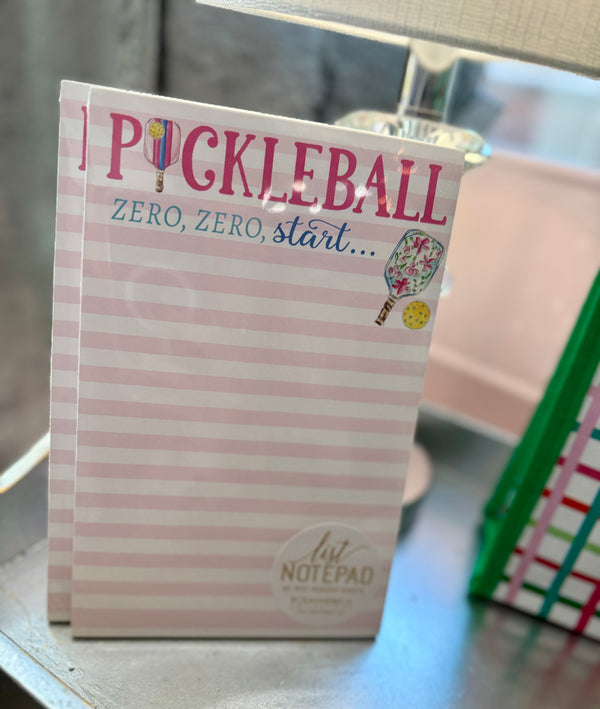 PICKLEBALL
ZERO, ZERO, start...
list
NOTEPAD